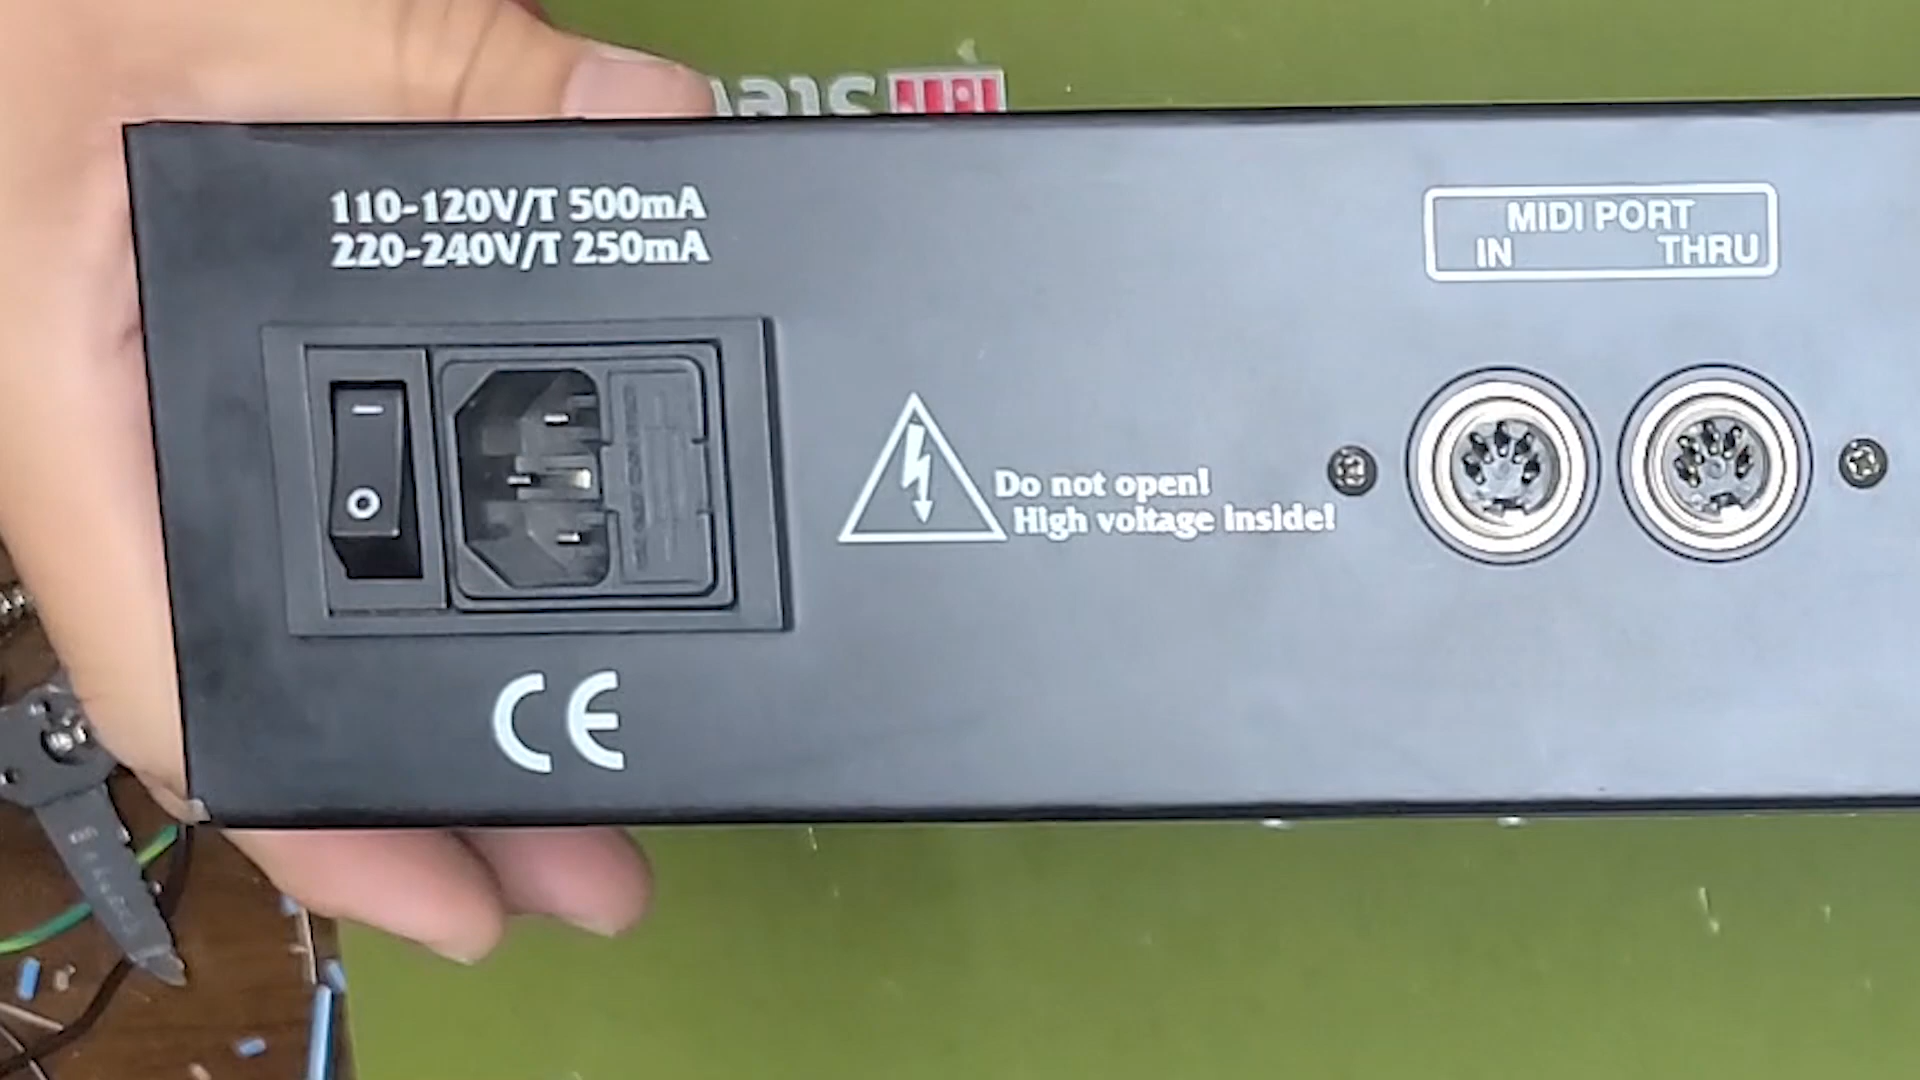 110-120V/T 500mA
220-240V/T 250mA
MIDI PORT
IN THRU
Do not open!
High voltage inside!
CE